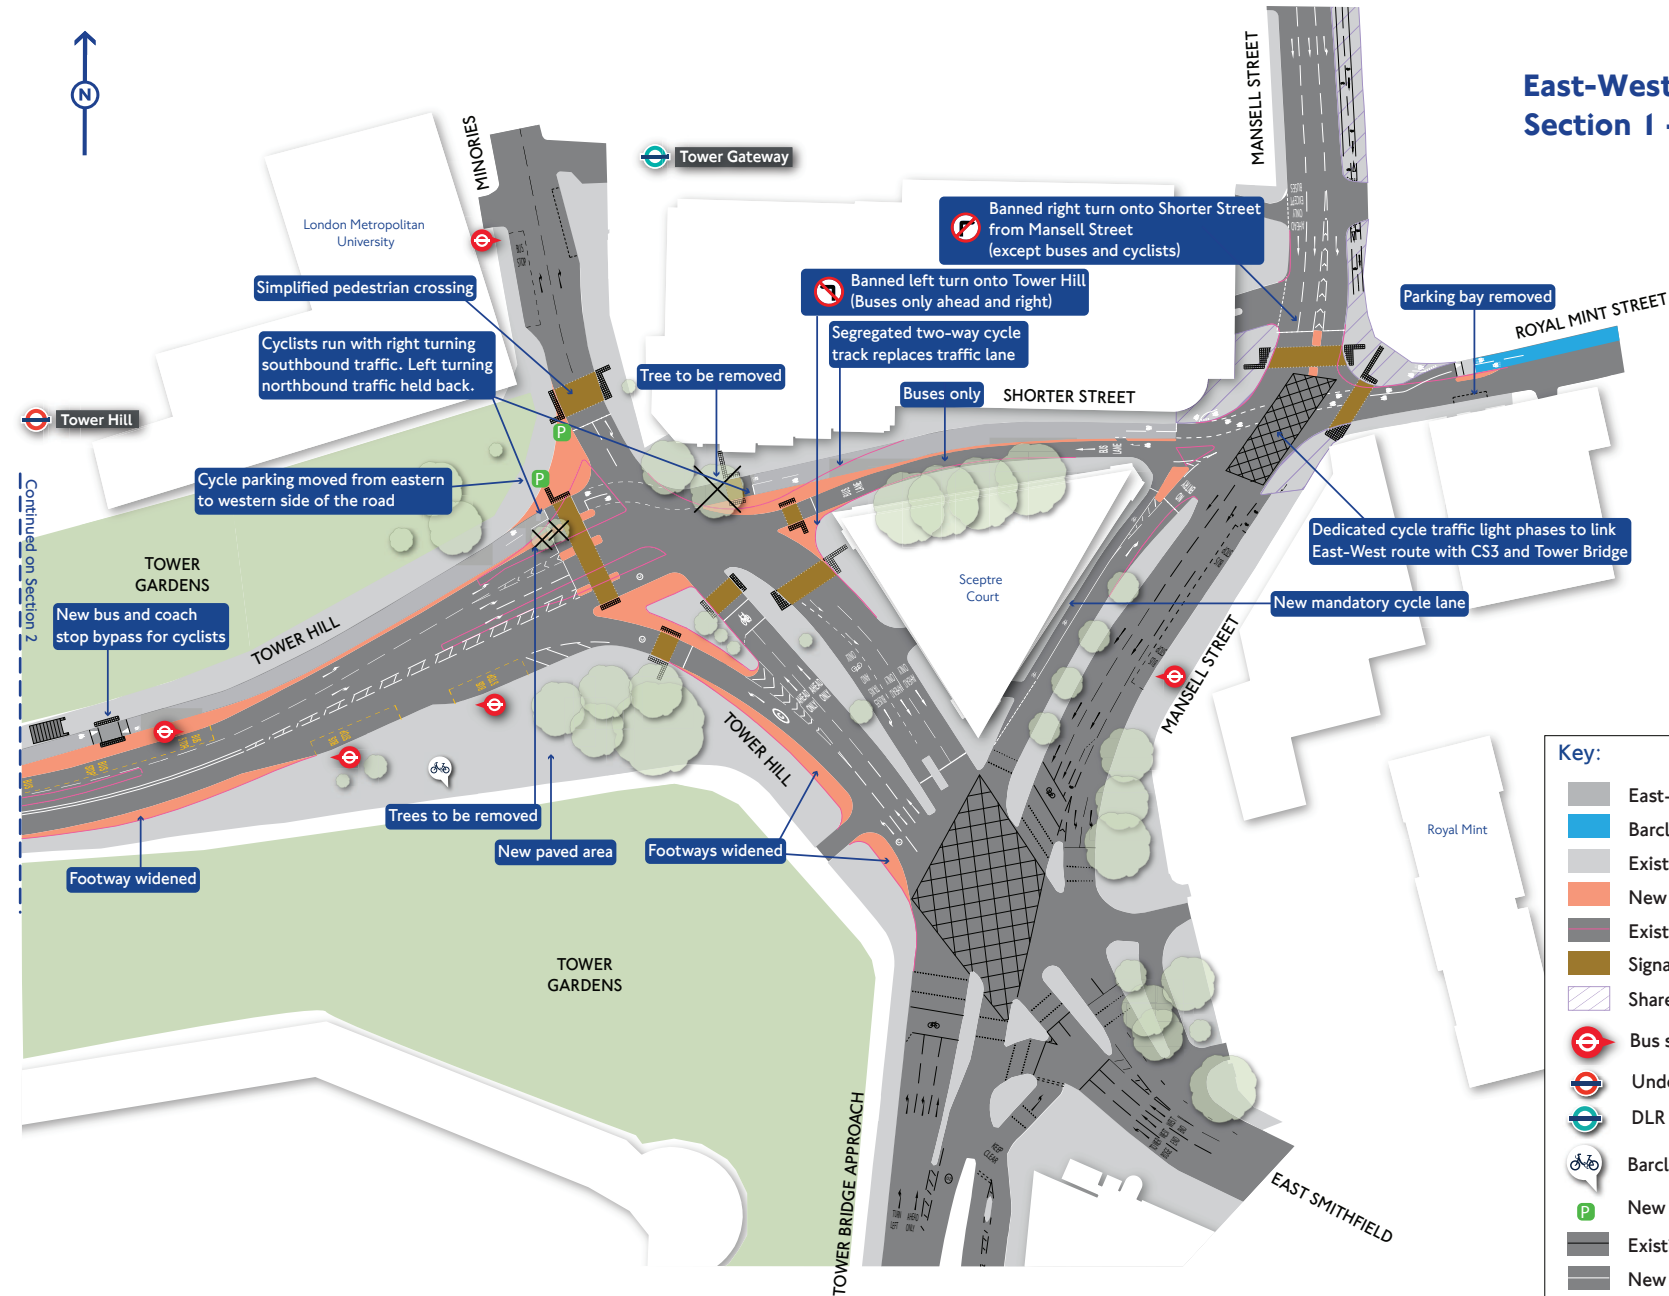 N
East-West
Section 1 -
MINORIES
MANSELL STREET
Tower Gateway
London Metropolitan
University
Banned right turn onto Shorter Street
from Mansell Street
(except buses and cyclists)
Simplified pedestrian crossing
Banned left turn onto Tower Hill
(Buses only ahead and right)
Parking bay removed
ROYAL MINT STREET
Cyclists run with right turning
southbound traffic. Left turning
northbound traffic held back.
Segregated two-way cycle
track replaces traffic lane
Tree to be removed
Buses only
SHORTER STREET
Tower Hill
P
P
Cycle parking moved from eastern
to western side of the road
BUS
LANE
Continued on Section 2
Dedicated cycle traffic light phases to link
East-West route with CS3 and Tower Bridge
TOWER
GARDENS
Sceptre
Court
New mandatory cycle lane
New bus and coach
stop bypass for cyclists
TOWER HILL
MANSELL STREET
TOWER HILL
Trees to be removed
New paved area
Footways widened
Footway widened
Royal Mint
TOWER
GARDENS
KEEP
CLEAR
TOWER BRIDGE APPROACH
EAST SMITHFIELD
Key:
East-
Barcl
Exist
New
Exist
Signa
Share
Bus s
Unde
DLR
Barcl
P
New
Exist
New